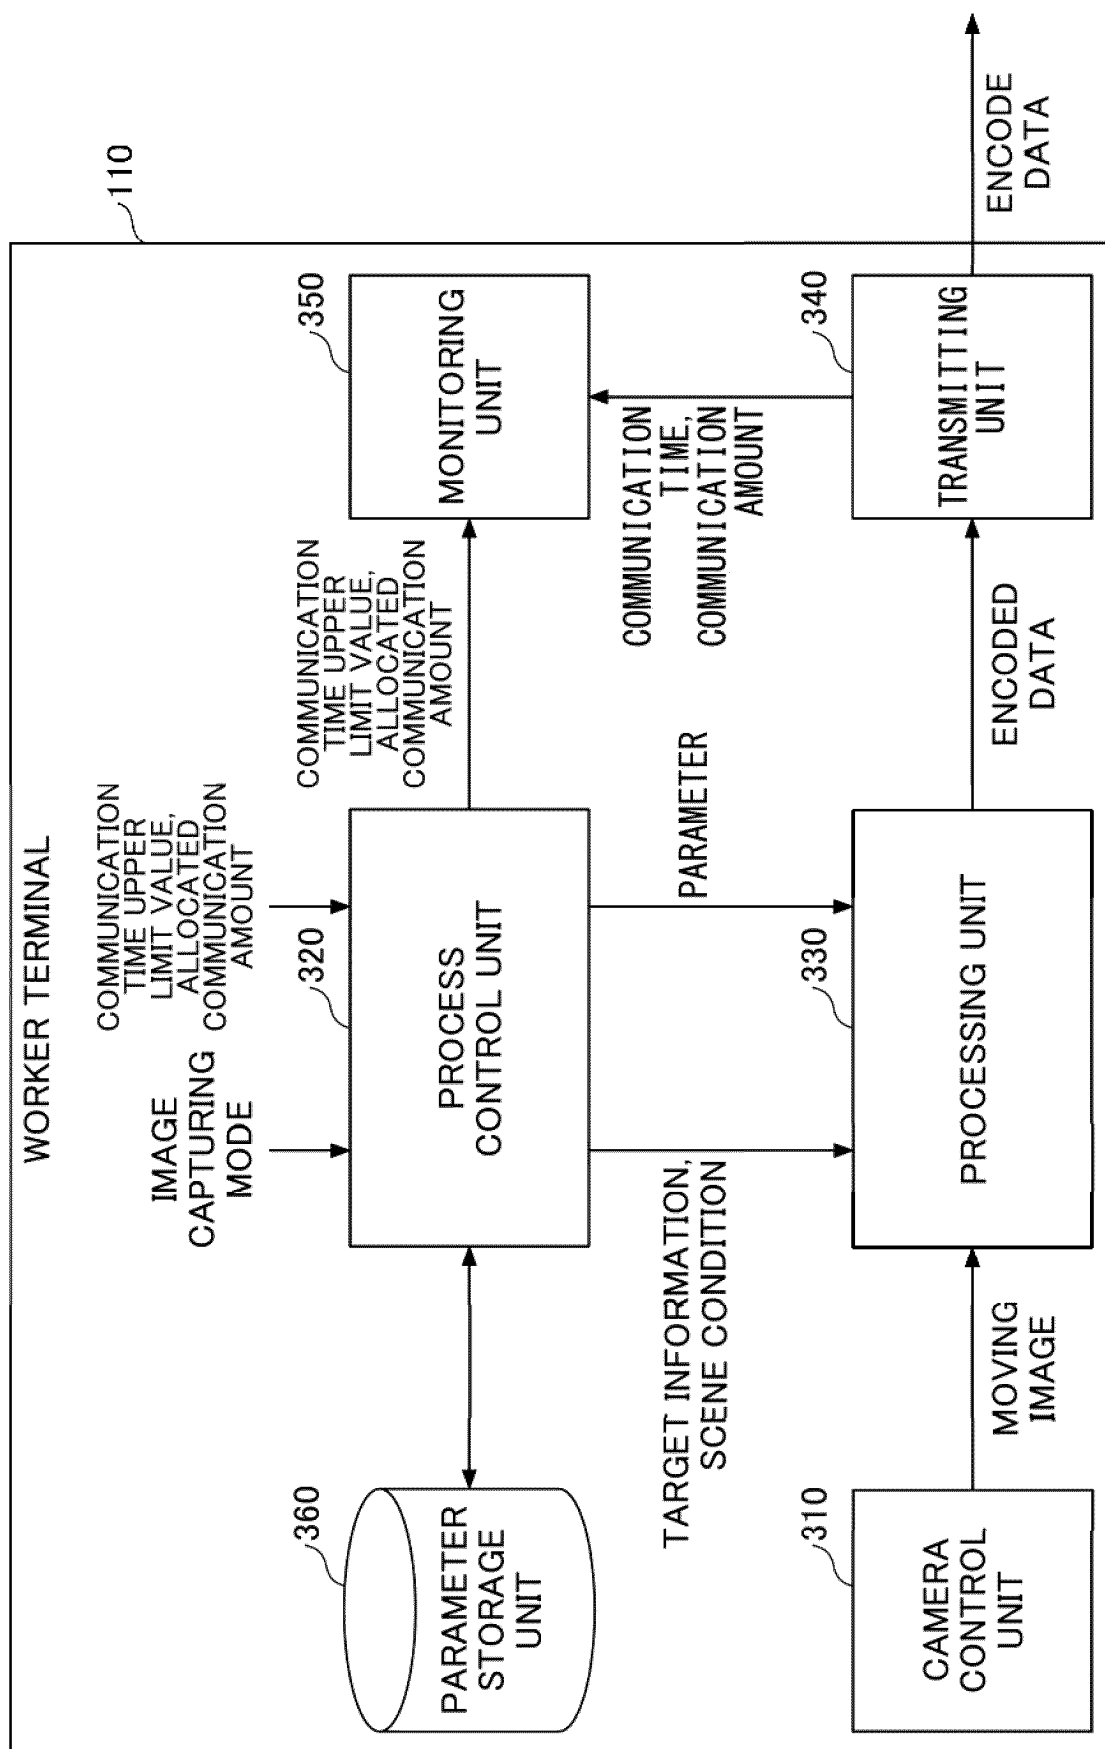 WORKER TERMINAL
110
IMAGE
CAPTURING
MODE
COMMUNICATION
TIME UPPER
LIMIT VALUE,
ALLOCATED
COMMUNICATION
AMOUNT
360
PARAMETER
STORAGE
UNIT
320
PROCESS
CONTROL UNIT
COMMUNICATION
TIME UPPER
LIMIT VALUE,
ALLOCATED
COMMUNICATION
AMOUNT
350
MONITORING
UNIT
TARGET INFORMATION,
SCENE CONDITION
PARAMETER
COMMUNICATION
TIME,
COMMUNICATION
AMOUNT
310
CAMERA
CONTROL
UNIT
MOVING
IMAGE
330
PROCESSING UNIT
ENCODED
DATA
340
TRANSMITTING
UNIT
ENCODE
DATA